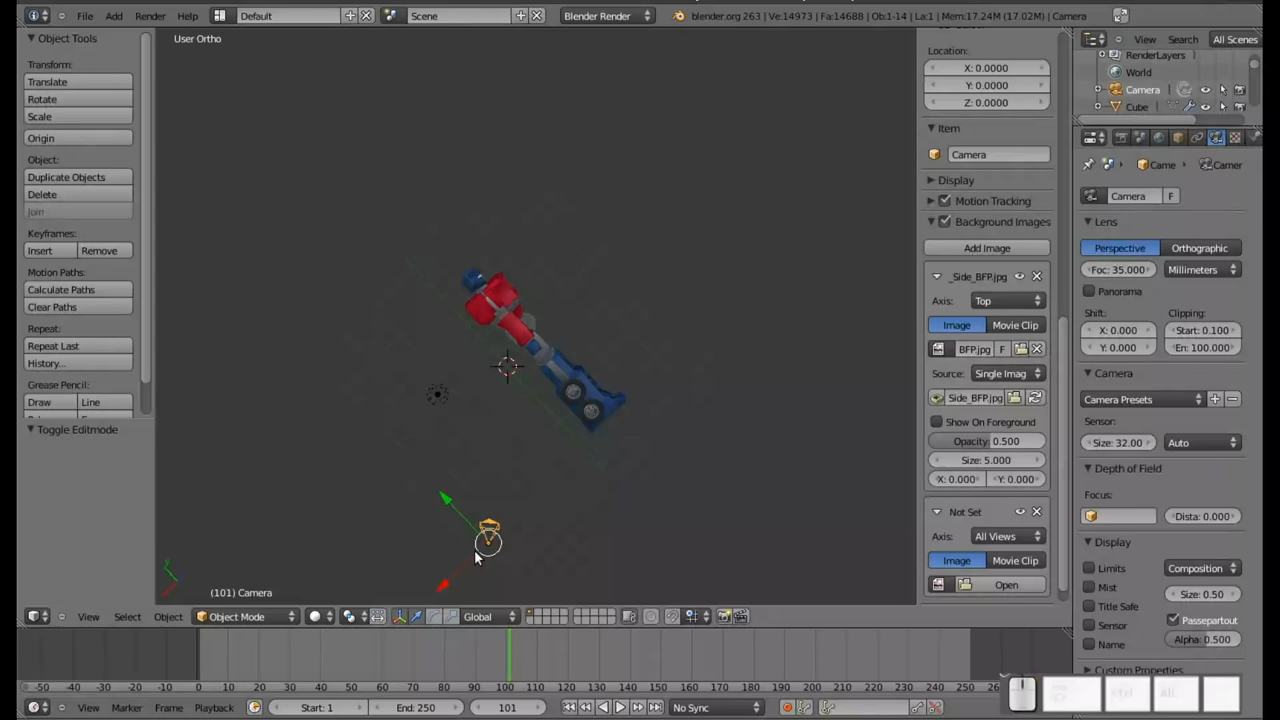 File Add Render Help Default Scene Blender Render blender.org 263 | Ve:14973 | Fa:14688 | Ob:1-14 | La:1 | Mem:17.24M (17.02M) | Camera
Object Tools
Transform:
Translate
Rotate
Scale
Origin
Object:
Duplicate Objects
Delete
Join
Keyframes:
Insert Remove
Motion Paths:
Calculate Paths
Clear Paths
Repeat:
Repeat Last
History...
Grease Pencil:
Draw Line
Toggle Editmode
User Ortho
(101) Camera
Location:
X: 0.0000
Y: 0.0000
Z: 0.0000
Item
Camera
Display
Motion Tracking
Background Images
Add Image
_Side_BFP.jpg
Axis: Top
Image Movie Clip
BFP.jpg F
Source: Single Imag
Side_BFP.jpg
Show On Foreground
Opacity: 0.500
Size: 5.000
X: 0.000 Y: 0.000
Not Set
Axis: All Views
Image Movie Clip
Open
View Search All Scenes
RenderLayers
World
Camera
Cube
Came Camer
Camera F
Lens
Perspective Orthographic
Foc: 35.000 Millimeters
Panorama
Shift: Clipping:
X: 0.000 Start: 0.100
Y: 0.000 En: 100.000
Camera
Camera Presets
Sensor:
Size: 32.00 Auto
Depth of Field
Focus:
Dista: 0.000
Display
Limits Composition
Mist Size: 0.50
Title Safe Passepartout
Sensor Alpha: 0.500
Name
Custom Properties
View Select Object Object Mode Global
-50 -40 -30 -20 -10 0 10 20 30 40 50 60 70 80 90 100 110 120 130 140 150 160 170 180 190 200 210 220 230 240 250
View Marker Frame Playback Start: 1 End: 250 101 No Sync
Ctrl Alt